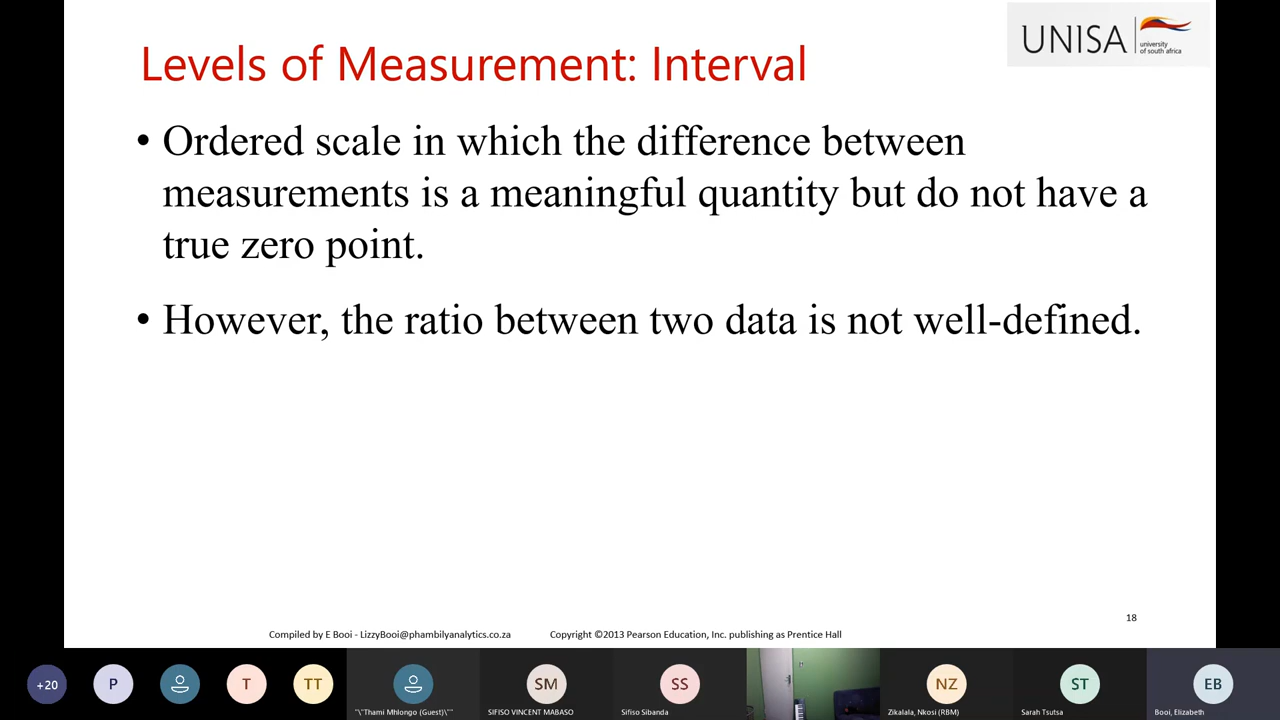 UNISA
university
of south africa
Levels of Measurement: Interval
• Ordered scale in which the difference between
measurements is a meaningful quantity but do not have a
true zero point.
• However, the ratio between two data is not well-defined.
18
Compiled by E Booi - LizzyBooi@phambilyanalytics.co.za Copyright ©2013 Pearson Education, Inc. publishing as Prentice Hall
+20 P T TT SM SS NZ ST EB
"\"Thami Mhlongo (Guest)\"" SIFISO VINCENT MABASO Sifiso Sibanda Zikalala, Nkosi (RBM) Sarah Tsutsa Booi, Elizabeth